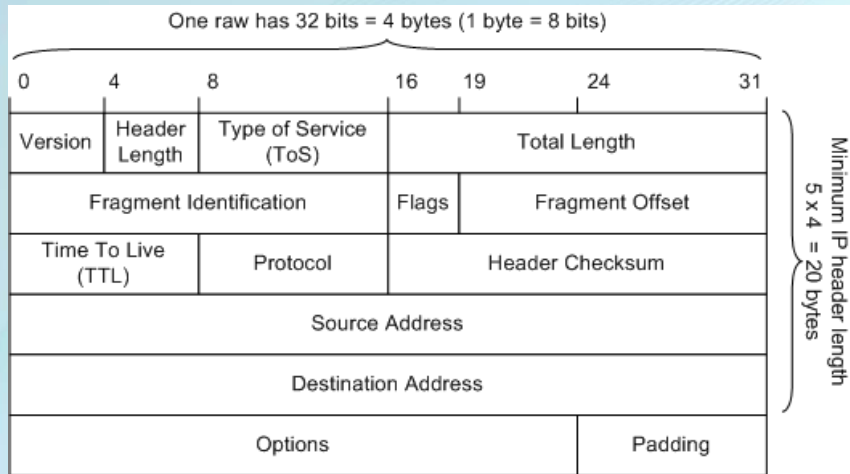 One raw has 32 bits = 4 bytes (1 byte = 8 bits)
0 4 8 16 19 24 31
Version Header Length Type of Service (ToS) Total Length
Fragment Identification Flags Fragment Offset
Time To Live (TTL) Protocol Header Checksum
Source Address
Destination Address
Options Padding
Minimum IP header length
5 x 4 = 20 bytes